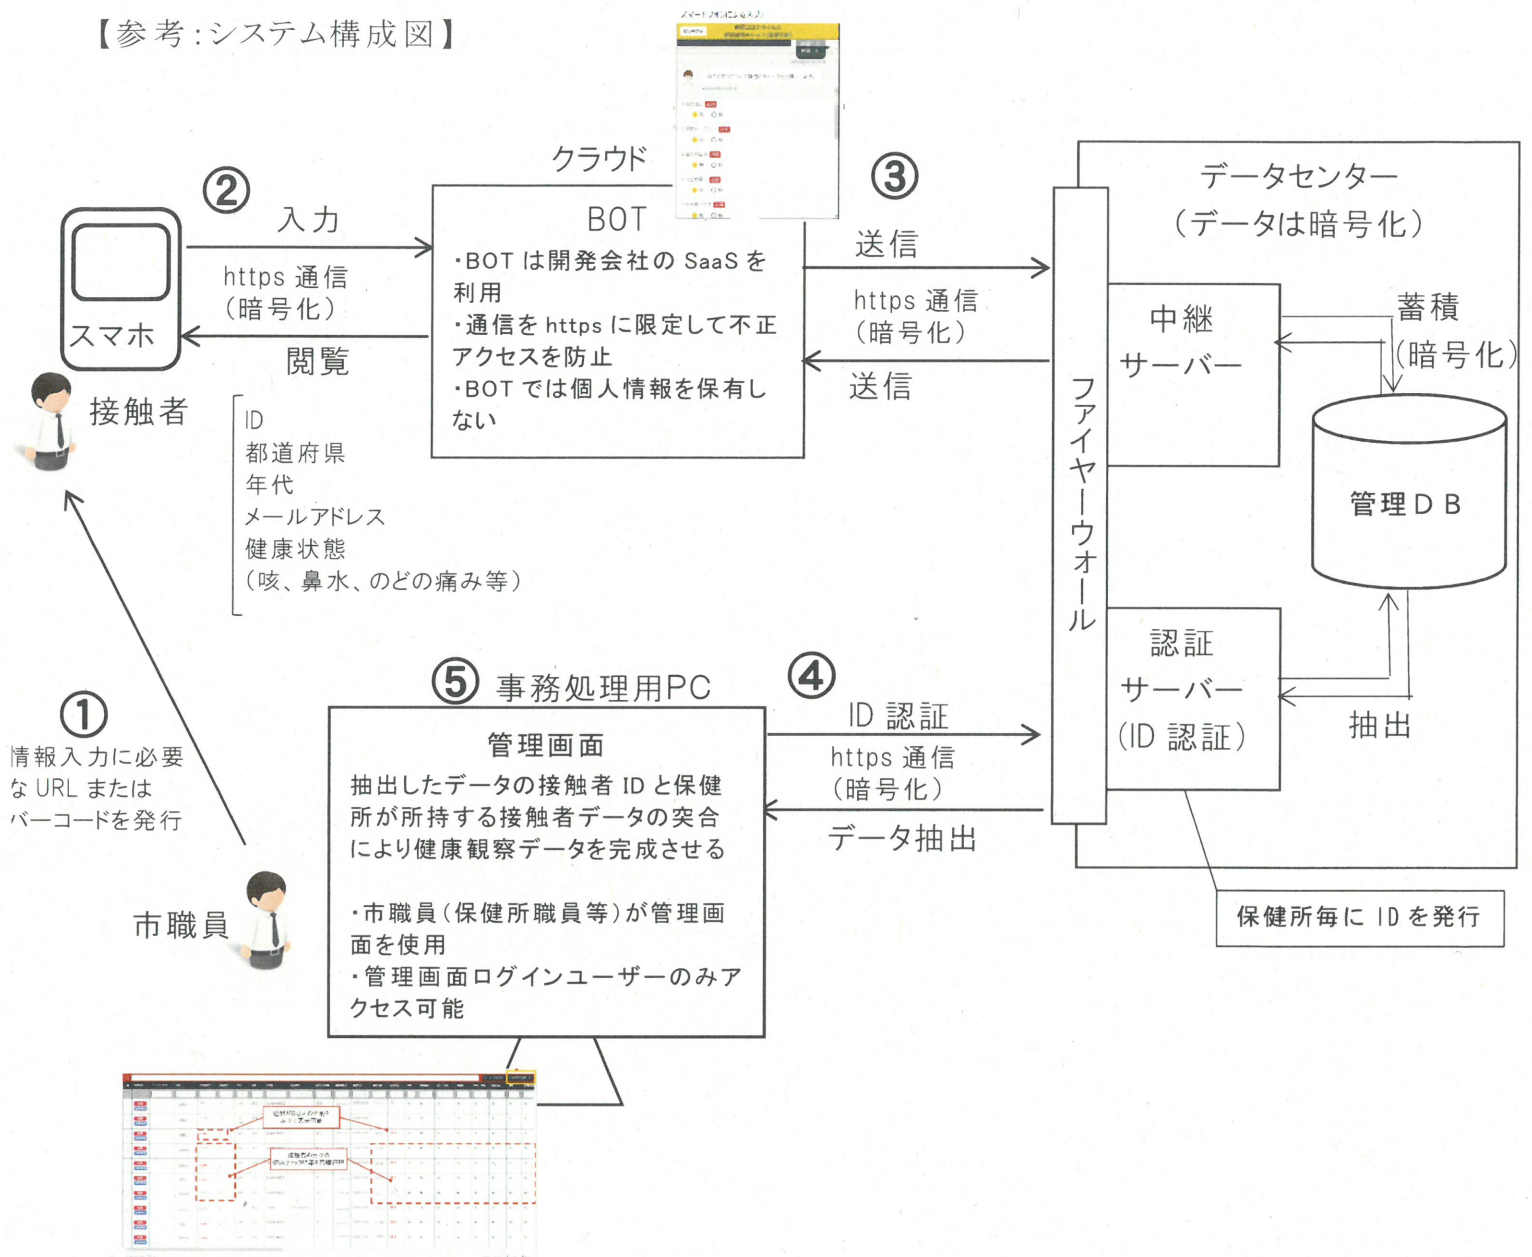 【参考:システム構成図】
クラウド
②
入力
https 通信
(暗号化)
閲覧
スマホ
接触者
ID
都道府県
年代
メールアドレス
健康状態
(咳、鼻水、のどの痛み等)
BOT
・BOT は開発会社の SaaS を
利用
・通信を https に限定して不正
アクセスを防止
・BOT では個人情報を保有し
ない
③
送信
https 通信
(暗号化)
送信
ファイヤーウオール
データセンター
(データは暗号化)
中継
サーバー
蓄積
(暗号化)
管理DB
認証
サーバー
(ID 認証)
抽出
保健所毎に ID を発行
①
情報入力に必要
な URL または
バーコードを発行
市職員
⑤ 事務処理用PC
管理画面
抽出したデータの接触者 ID と保健
所が所持する接触者データの突合
により健康観察データを完成させる
・市職員(保健所職員等)が管理画
面を使用
・管理画面ログインユーザーのみア
クセス可能
④
ID 認証
https 通信
(暗号化)
データ抽出